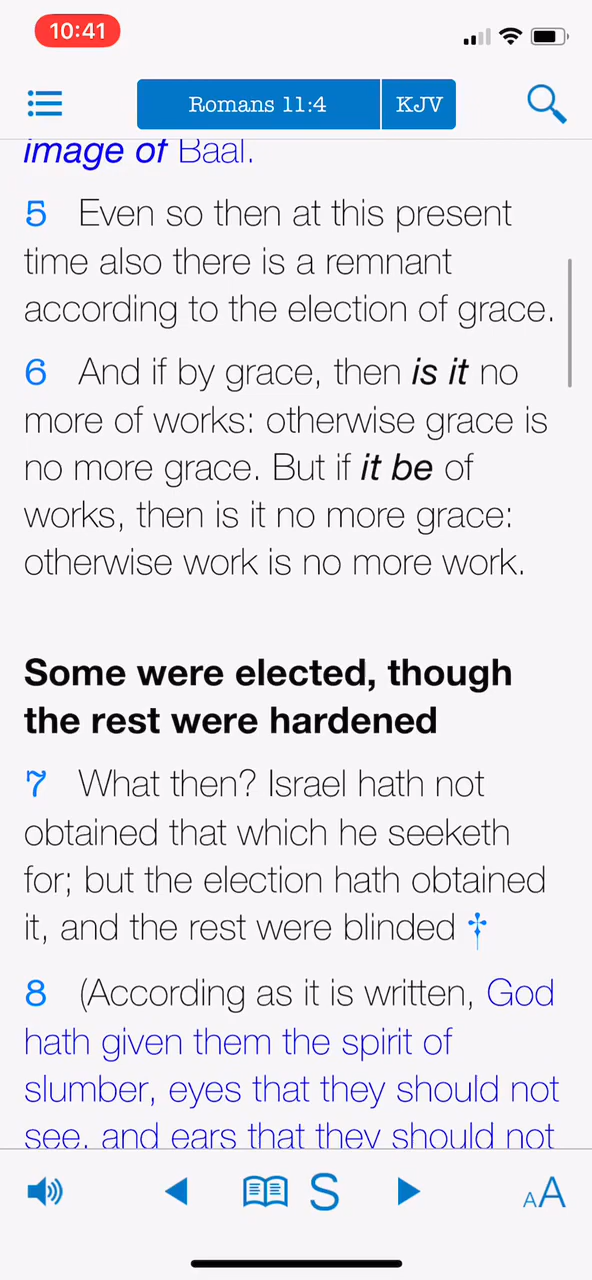 10:41
Romans 11:4 KJV
image of Baal.
5 Even so then at this present
time also there is a remnant
according to the election of grace.
6 And if by grace, then is it no
more of works: otherwise grace is
no more grace. But if it be of
works, then is it no more grace:
otherwise work is no more work.
Some were elected, though
the rest were hardened
7 What then? Israel hath not
obtained that which he seeketh
for; but the election hath obtained
it, and the rest were blinded †
8 (According as it is written, God
hath given them the spirit of
slumber, eyes that they should not
see, and ears that they should not
S AA